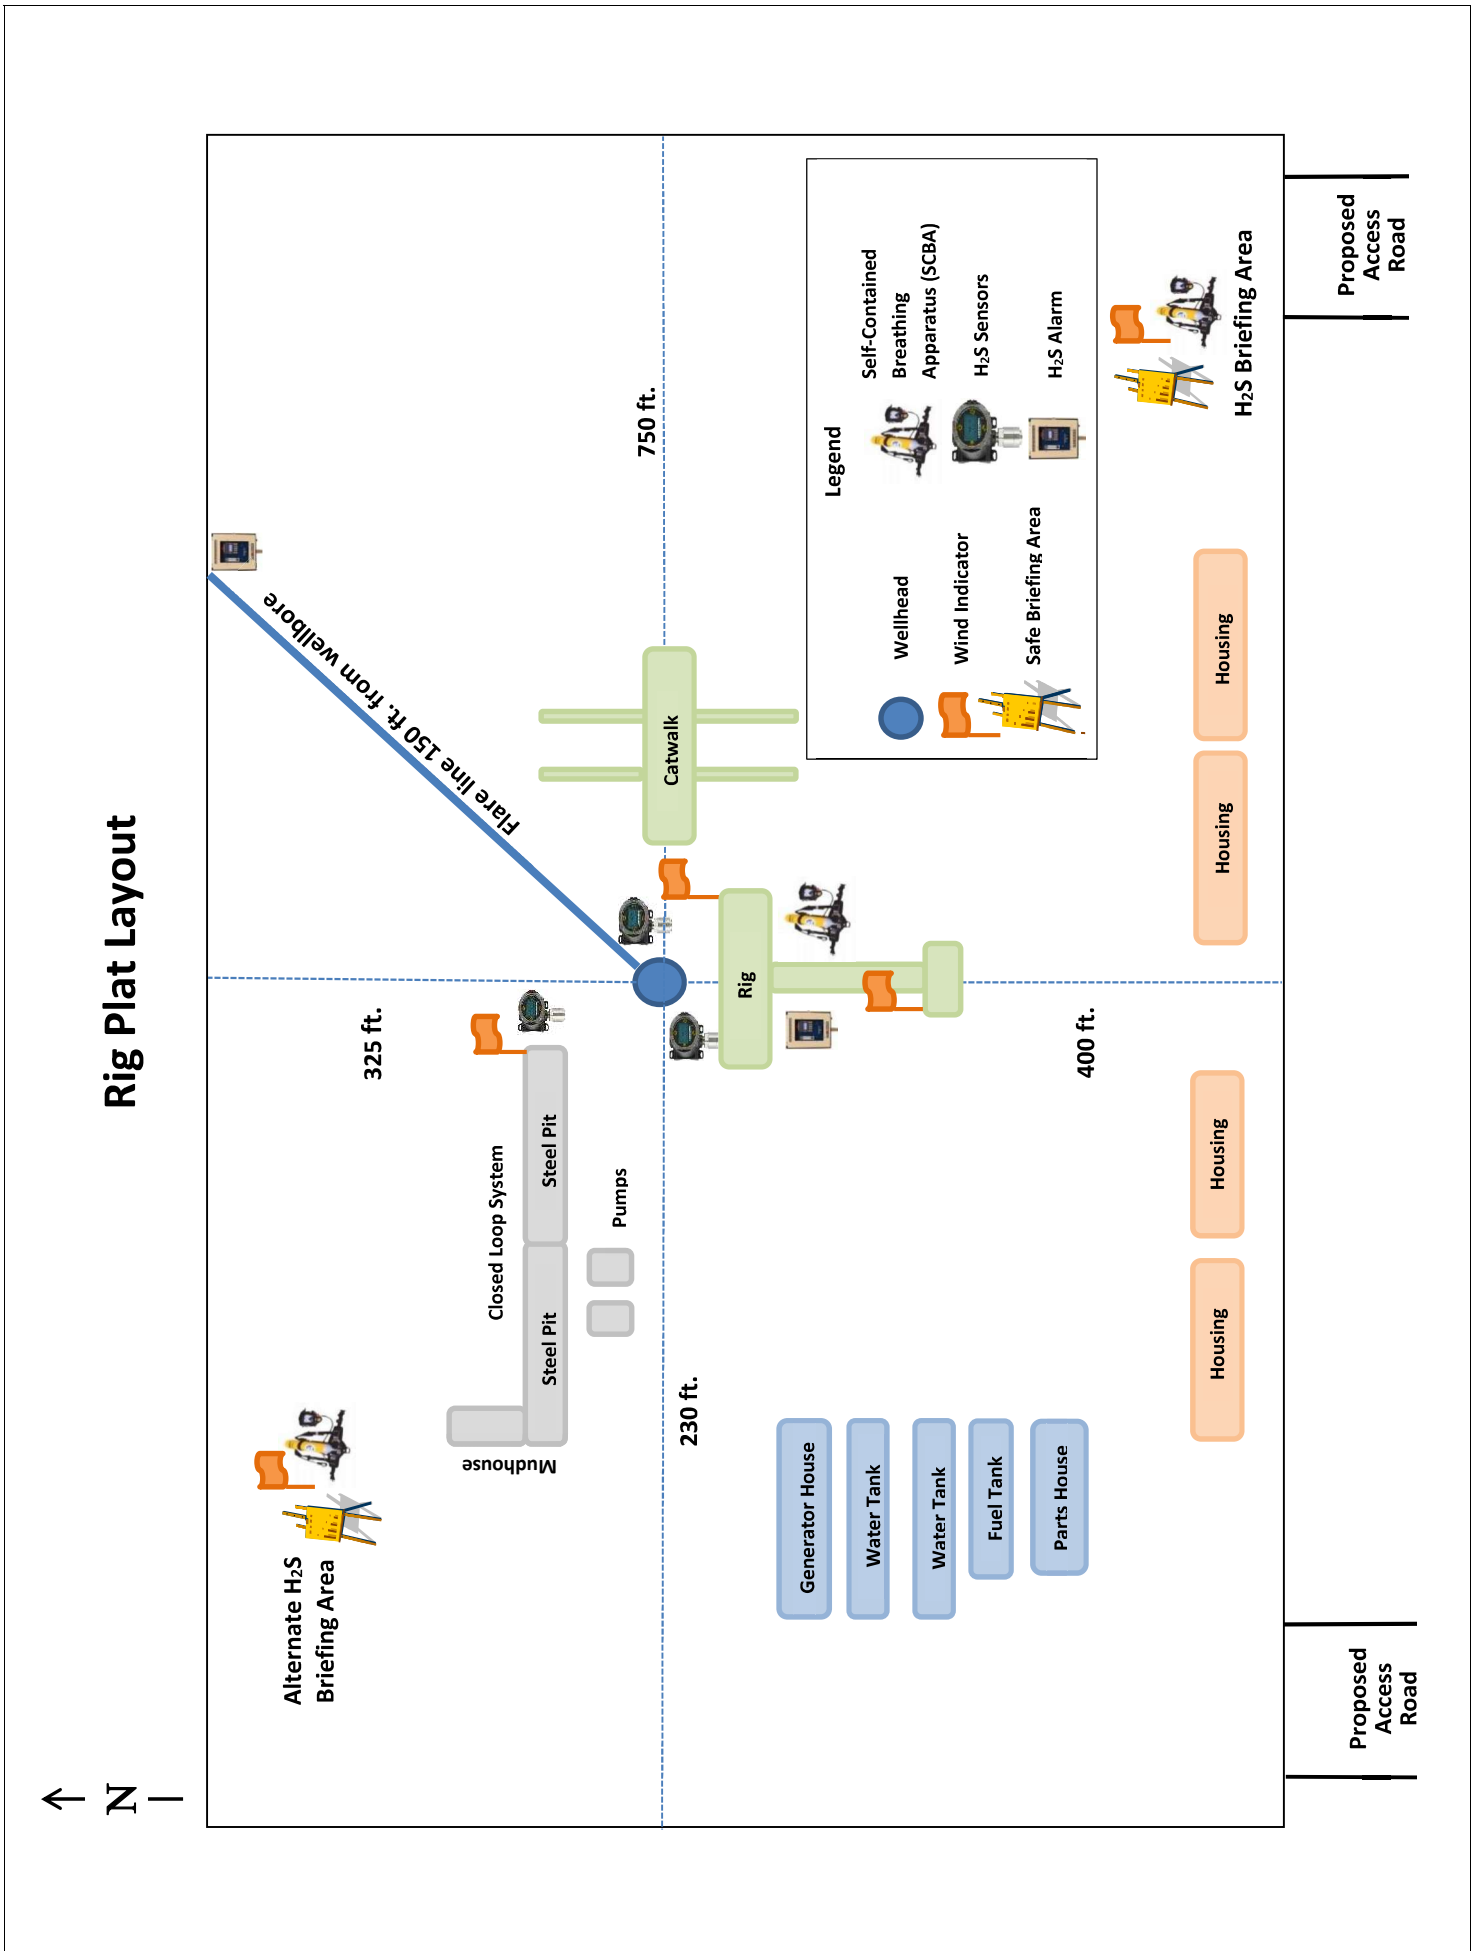 Rig Plat Layout
N
Alternate H2S
Briefing Area
325 ft.
Flare line 150 ft. from wellbore
Closed Loop System
Mudhouse
Steel Pit
Steel Pit
Pumps
230 ft.
750 ft.
Catwalk
Rig
400 ft.
Generator House
Water Tank
Water Tank
Fuel Tank
Parts House
Legend
Wellhead
Wind Indicator
Safe Briefing Area
Self-Contained
Breathing
Apparatus (SCBA)
H2S Sensors
H2S Alarm
H2S Briefing Area
Housing
Housing
Housing
Housing
Proposed
Access
Road
Proposed
Access
Road